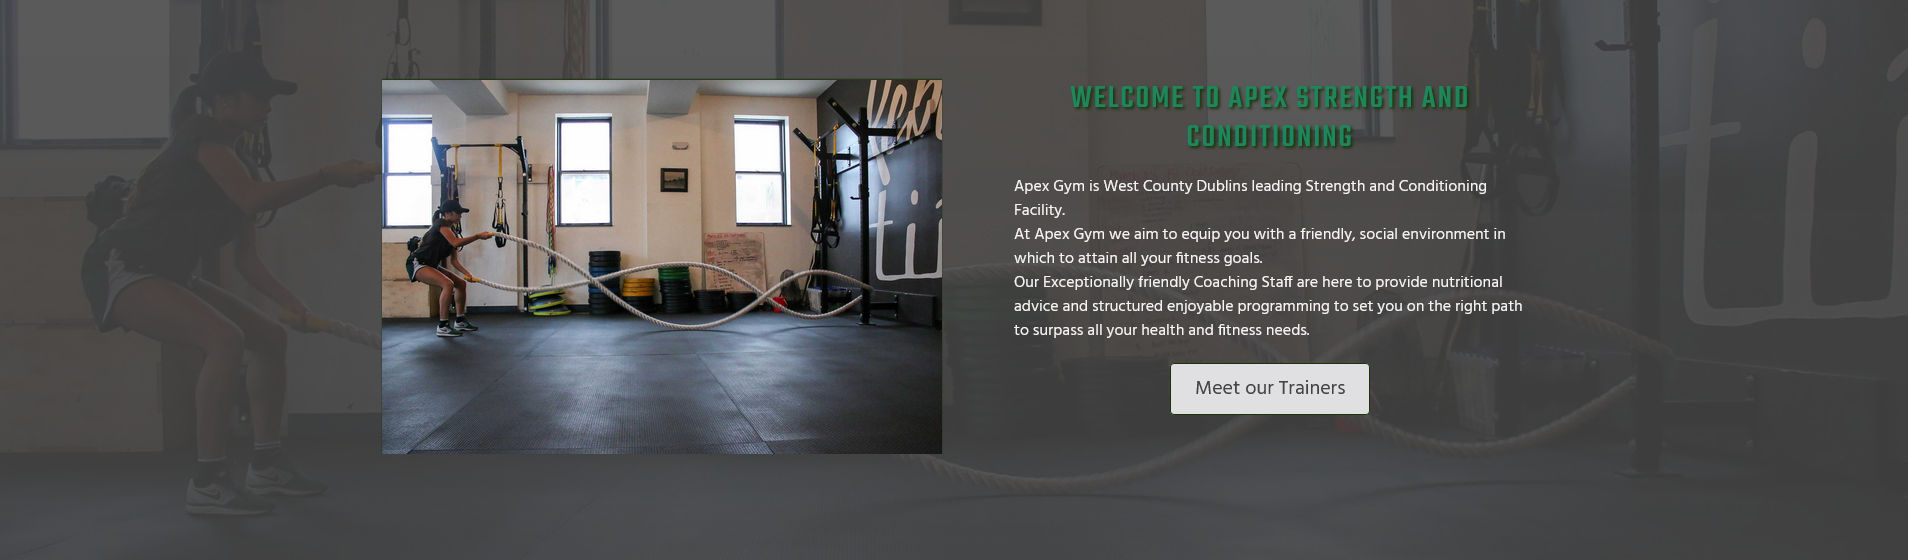 WELCOME TO APEX STRENGTH AND
CONDITIONING
Apex Gym is West County Dublins leading Strength and Conditioning
Facility.
At Apex Gym we aim to equip you with a friendly, social environment in
which to attain all your fitness goals.
Our Exceptionally friendly Coaching Staff are here to provide nutritional
advice and structured enjoyable programming to set you on the right path
to surpass all your health and fitness needs.
Meet our Trainers